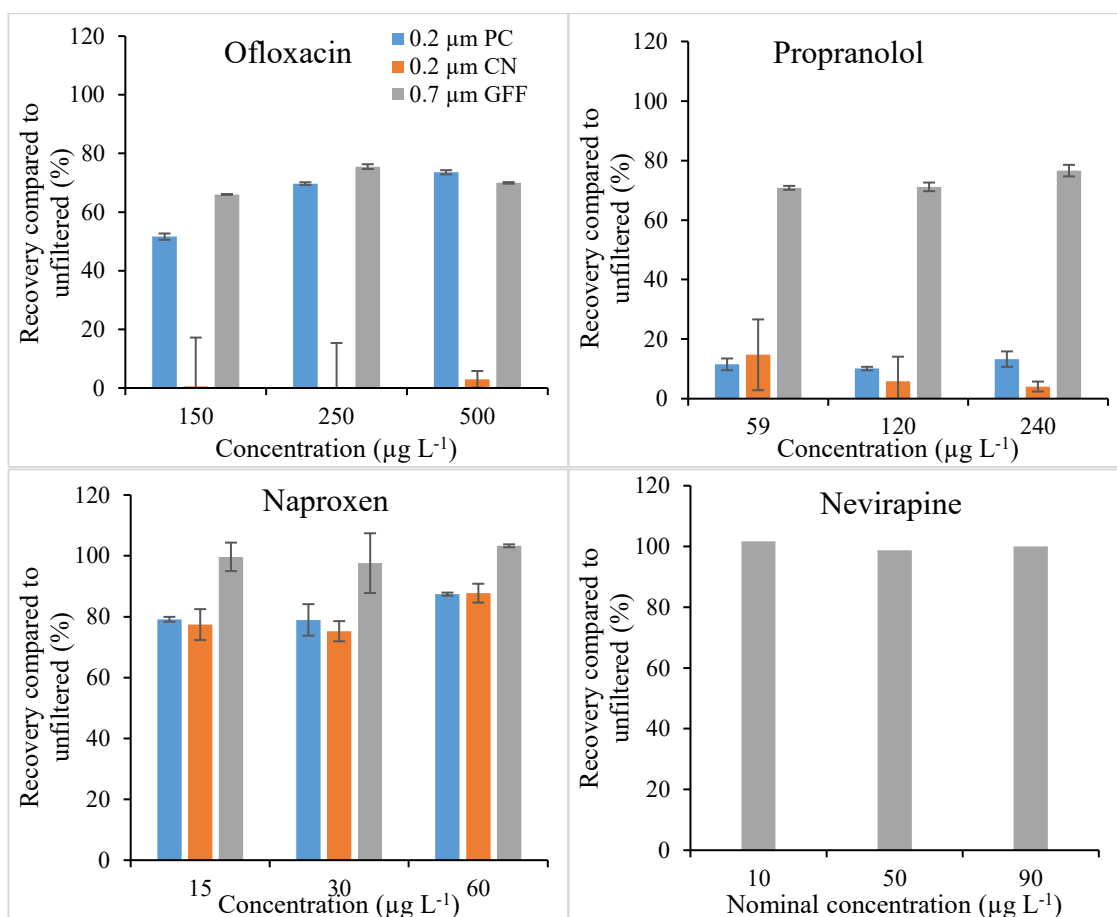 Ofloxacin
0.2 µm PC
0.2 µm CN
0.7 µm GFF
Recovery compared to
unfiltered (%)
120
100
80
60
40
20
0
150 250 500
Concentration (µg L-1)
Propranolol
Recovery compared to
unfiltered (%)
120
100
80
60
40
20
0
59 120 240
Concentration (µg L-1)
Naproxen
Recovery compared to
unfiltered (%)
120
100
80
60
40
20
0
15 30 60
Concentration (µg L-1)
Nevirapine
Recovery compared to
unfiltered (%)
120
100
80
60
40
20
0
10 50 90
Nominal concentration (µg L-1)